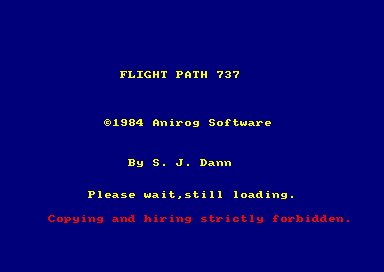 FLIGHT PATH 737
©1984 Anirog Software
By S. J. Dann
Please wait,still loading.
Copying and hiring strictly forbidden.